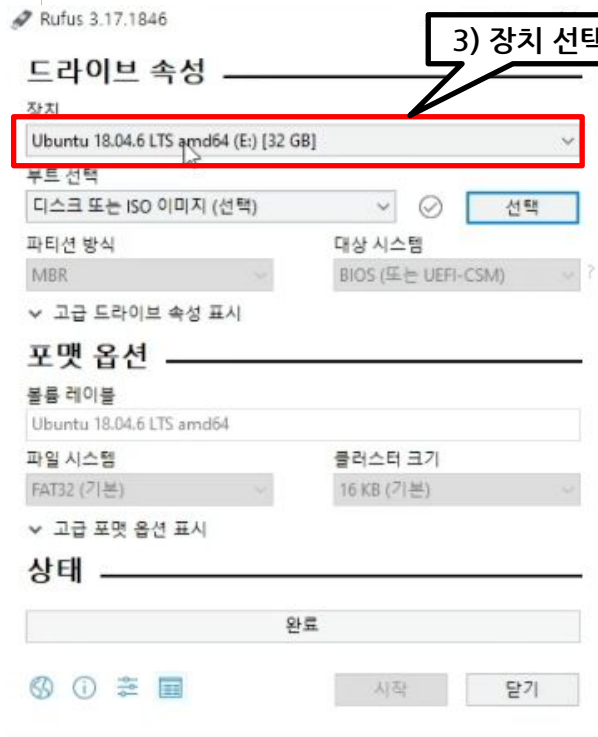 Rufus 3.17.1846
3) 장치 선택
드라이브 속성
장치
Ubuntu 18.04.6 LTS amd64 (E:) [32 GB]
부트 선택
디스크 또는 ISO 이미지 (선택)
선택
파티션 방식
대상 시스템
MBR
BIOS (또는 UEFI-CSM)
?
고급 드라이브 속성 표시
포맷 옵션
볼륨 레이블
Ubuntu 18.04.6 LTS amd64
파일 시스템
클러스터 크기
FAT32 (기본)
16 KB (기본)
고급 포맷 옵션 표시
상태
완료
시작
닫기